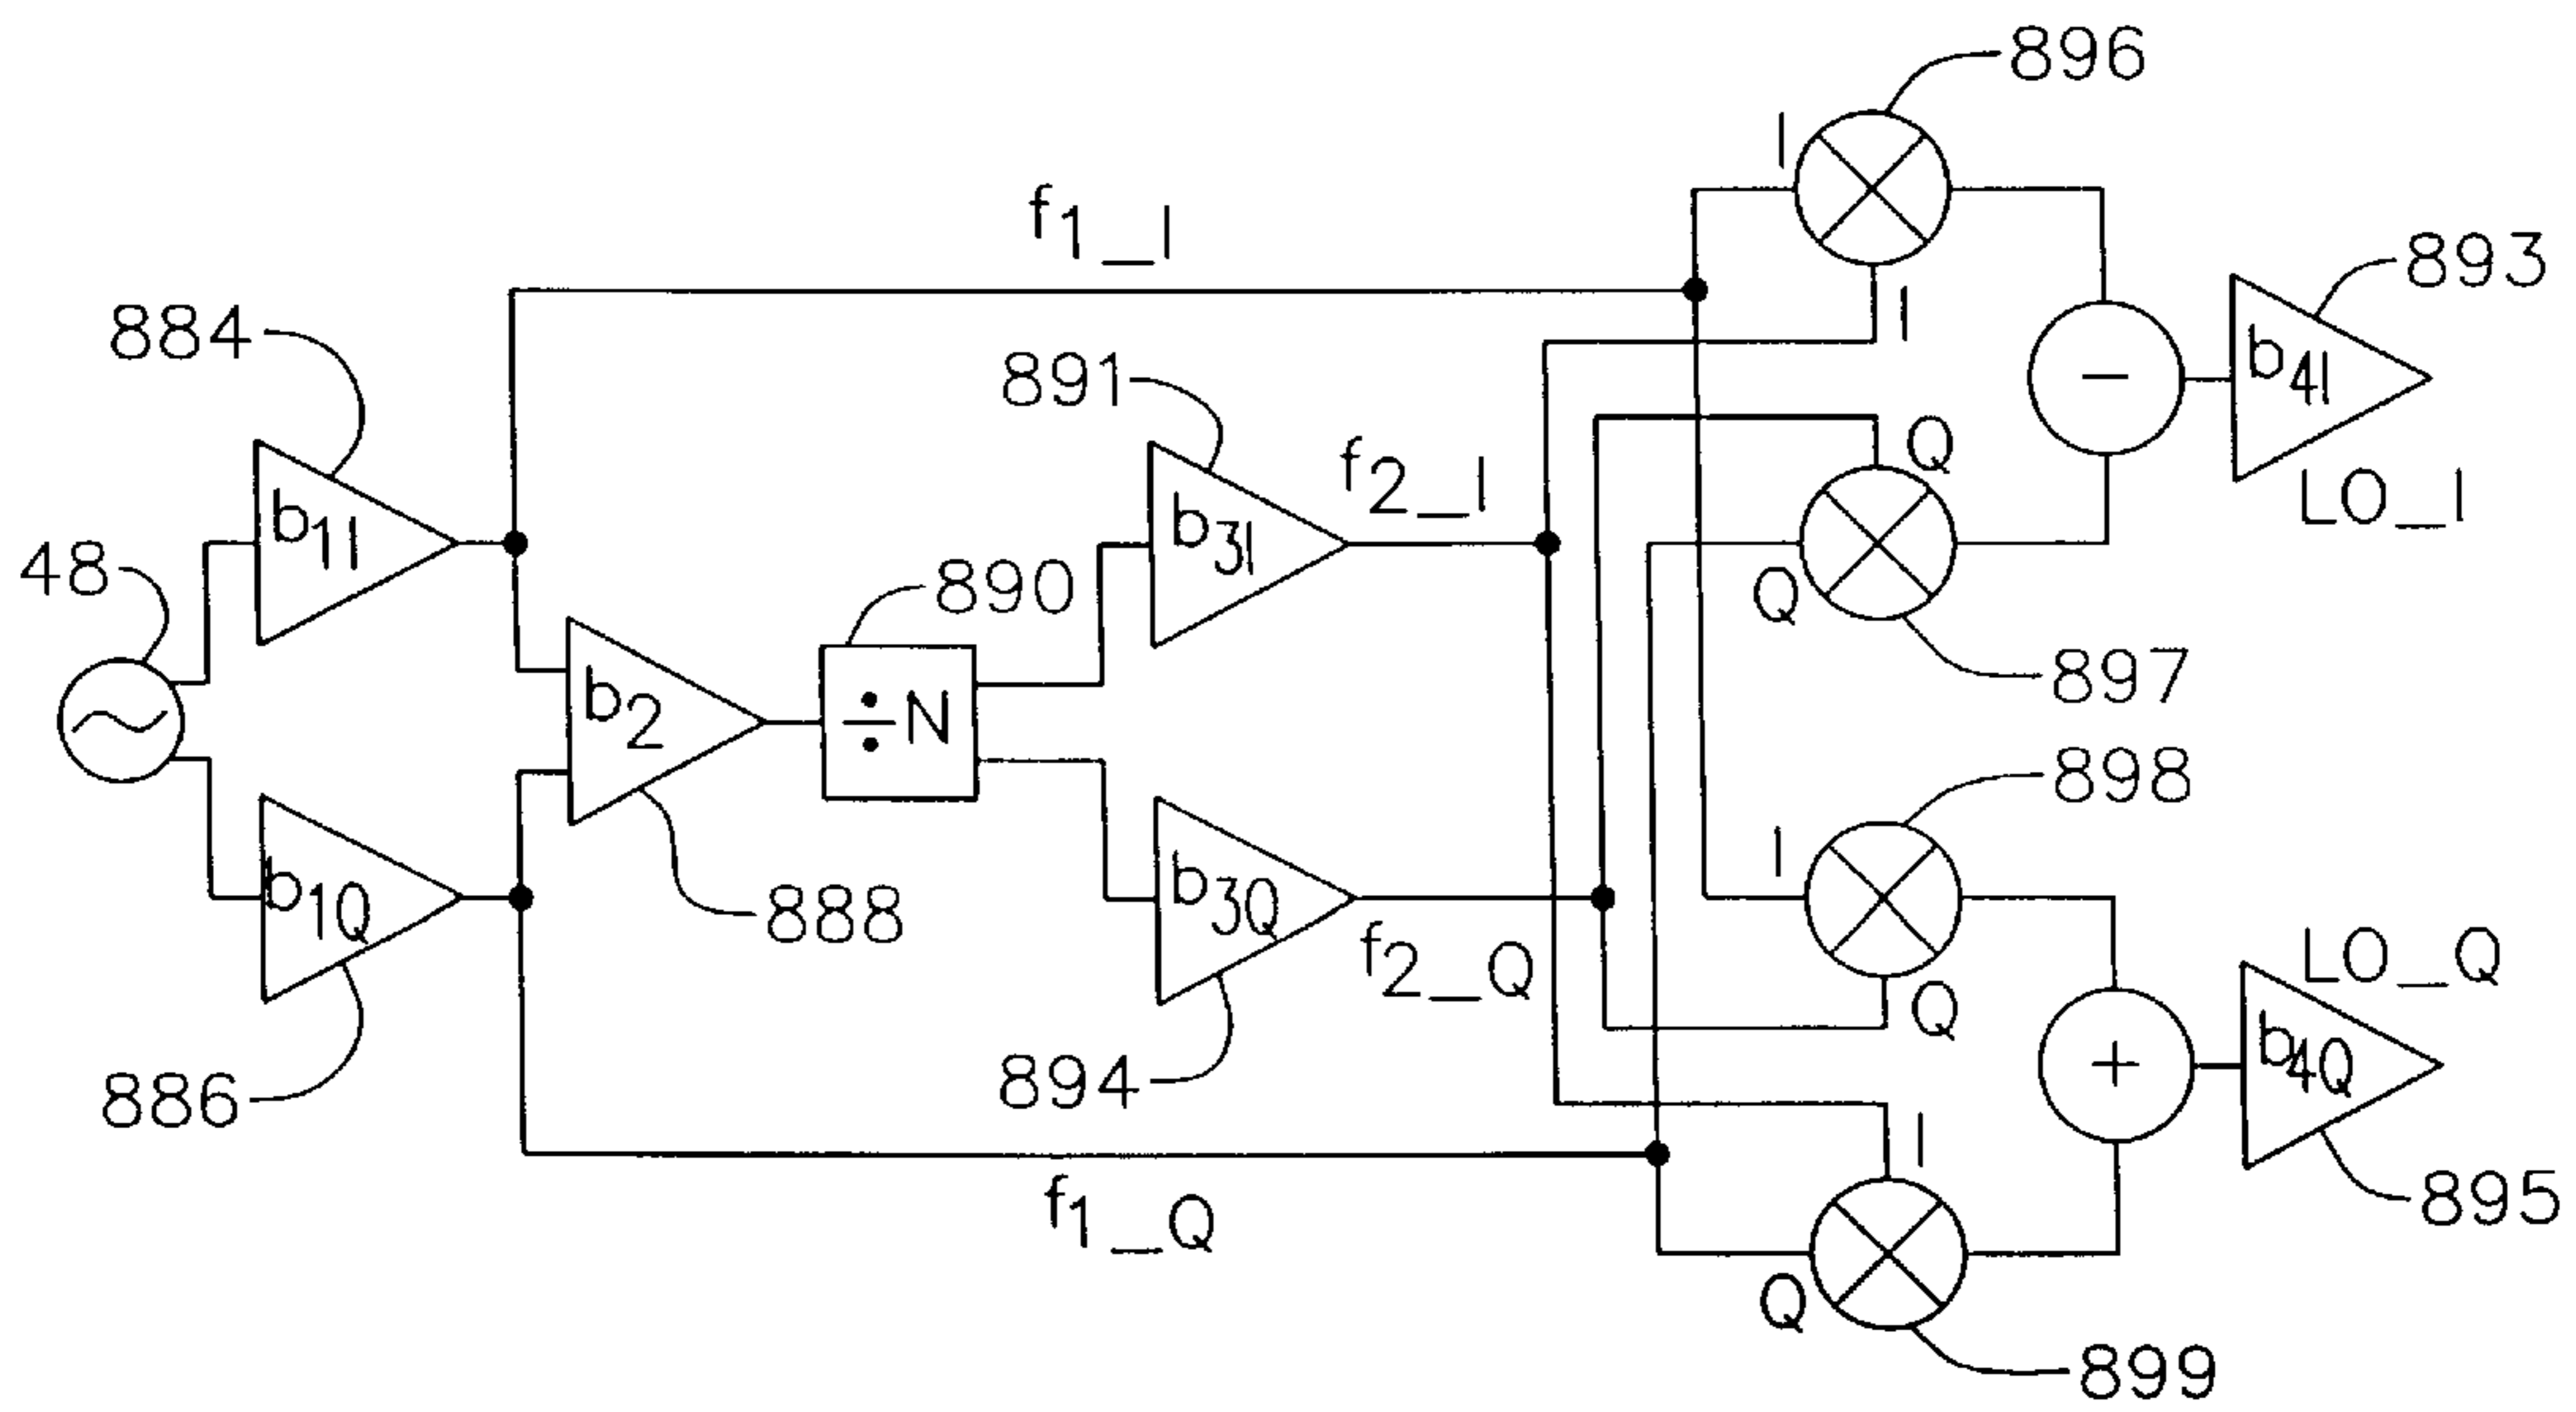 896
I
f1_I
893
884
I
891
b4I
f2_I
Q
b11
b3I
LO_I
48
890
Q
b2
÷N
897
898
I
b1Q
888
b3Q
f2_Q
LO_Q
Q
b4Q
+
894
886
I
f1_Q
895
Q
899